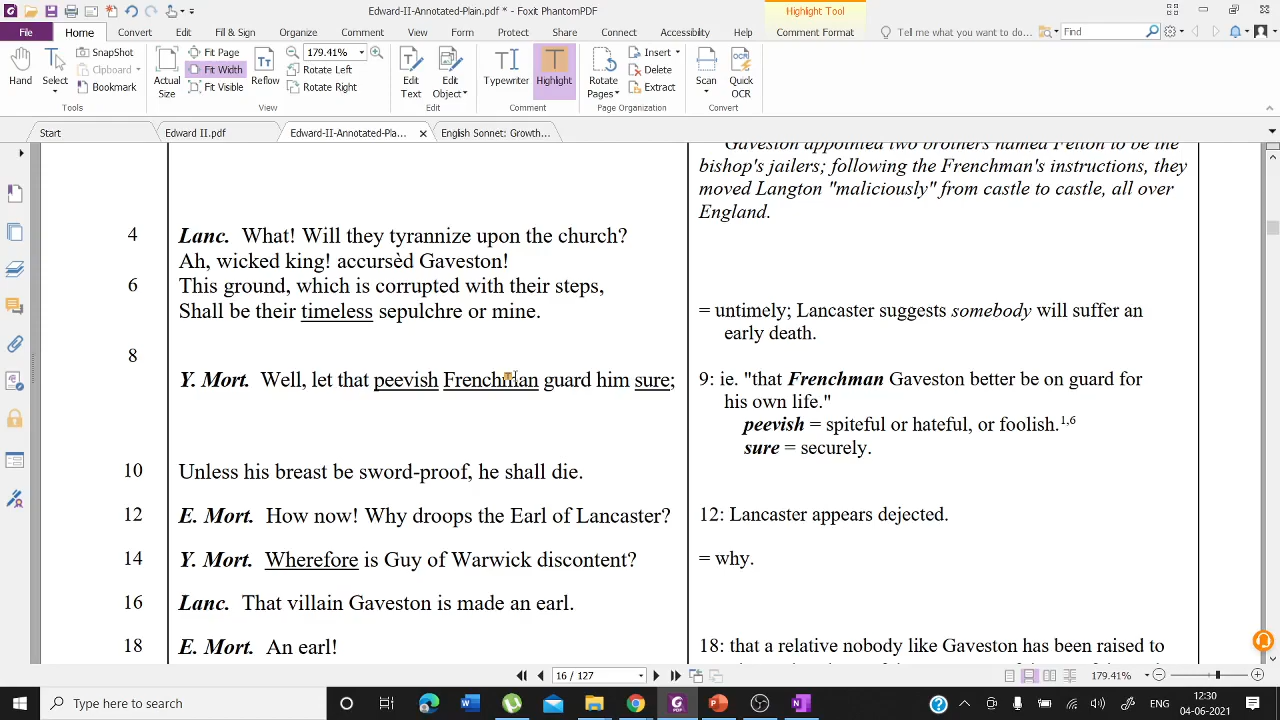 Edward-II-Annotated-Plain.pdf * - Foxit PhantomPDF
Highlight Tool
File Home Convert Edit Fill & Sign Organize Comment View Form Protect Share Connect Accessibility Help Comment Format Tell me what you want to do... Find
Hand
Select
SnapShot
Clipboard
Bookmark
Actual Size
Fit Page
Fit Width
Fit Visible
Reflow
179.41%
Rotate Left
Rotate Right
Edit Text
Edit Object
Typewriter
Highlight
Rotate Pages
Insert
Delete
Extract
Scan
Quick OCR
Tools View Edit Comment Page Organization Convert
Start Edward II.pdf Edward-II-Annotated-Pla... English Sonnet: Growth...
Gaveston appointed two brothers named Felton to be the
bishop's jailers; following the Frenchman's instructions, they
moved Langton "maliciously" from castle to castle, all over
England.
4 Lanc. What! Will they tyrannize upon the church?
Ah, wicked king! accursèd Gaveston!
6 This ground, which is corrupted with their steps,
Shall be their timeless sepulchre or mine.
= untimely; Lancaster suggests somebody will suffer an
early death.
8
Y. Mort. Well, let that peevish Frenchman guard him sure;
9: ie. "that Frenchman Gaveston better be on guard for
his own life."
peevish = spiteful or hateful, or foolish.1,6
sure = securely.
10 Unless his breast be sword-proof, he shall die.
12 E. Mort. How now! Why droops the Earl of Lancaster?
12: Lancaster appears dejected.
14 Y. Mort. Wherefore is Guy of Warwick discontent?
= why.
16 Lanc. That villain Gaveston is made an earl.
18 E. Mort. An earl!
18: that a relative nobody like Gaveston has been raised to
16 / 127
179.41%
Type here to search
ENG
12:30
04-06-2021